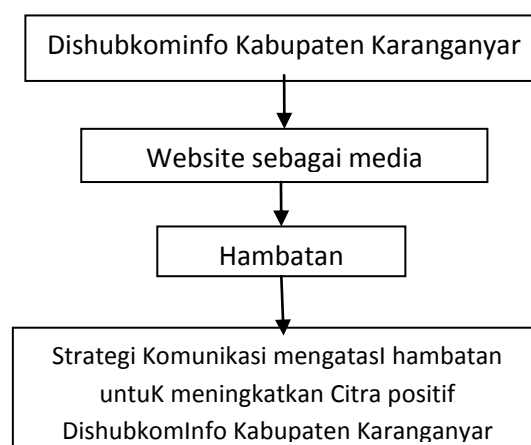 Dishubkominfo Kabupaten Karanganyar
Website sebagai media
Hambatan
Strategi Komunikasi mengatasI hambatan
untuK meningkatkan Citra positif
DishubkomInfo Kabupaten Karanganyar